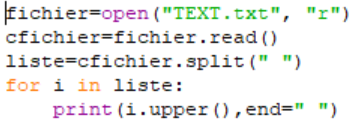 fichier=open("TEXT.txt", "r")
cfichier=fichier.read()
liste=cfichier.split(" ")
for i in liste:
    print(i.upper(),end=" ")